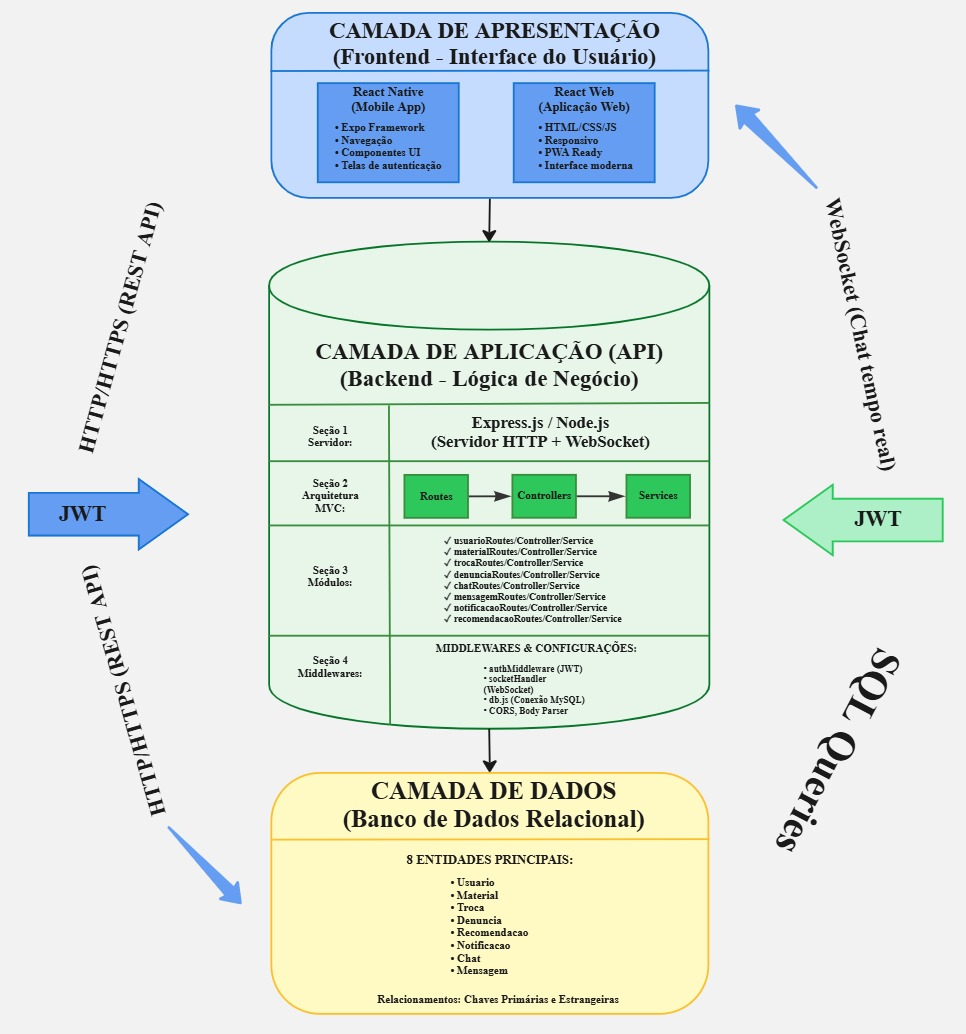 CAMADA DE APRESENTAÇÃO
(Frontend - Interface do Usuário)
React Native
(Mobile App)
• Expo Framework
• Navegação
• Componentes UI
• Telas de autenticação
React Web
(Aplicação Web)
• HTML/CSS/JS
• Responsivo
• PWA Ready
• Interface moderna
HTTP/HTTPS (REST API)
WebSocket (Chat tempo real)
CAMADA DE APLICAÇÃO (API)
(Backend - Lógica de Negócio)
Seção 1
Servidor:
Express.js / Node.js
(Servidor HTTP + WebSocket)
Seção 2
Arquitetura
MVC:
Routes
Controllers
Services
JWT
JWT
Seção 3
Módulos:
✓ usuarioRoutes/Controller/Service
✓ materialRoutes/Controller/Service
✓ trocaRoutes/Controller/Service
✓ denunciaRoutes/Controller/Service
✓ chatRoutes/Controller/Service
✓ mensagemRoutes/Controller/Service
✓ notificacaoRoutes/Controller/Service
✓ recomendacaoRoutes/Controller/Service
Seção 4
Middlewares:
MIDDLEWARES & CONFIGURAÇÕES:
• authMiddleware (JWT)
• socketHandler
(WebSocket)
• db.js (Conexão MySQL)
• CORS, Body Parser
HTTP/HTTPS (REST API)
SQL Queries
CAMADA DE DADOS
(Banco de Dados Relacional)
8 ENTIDADES PRINCIPAIS:
• Usuario
• Material
• Troca
• Denuncia
• Recomendacao
• Notificacao
• Chat
• Mensagem
Relacionamentos: Chaves Primárias e Estrangeiras